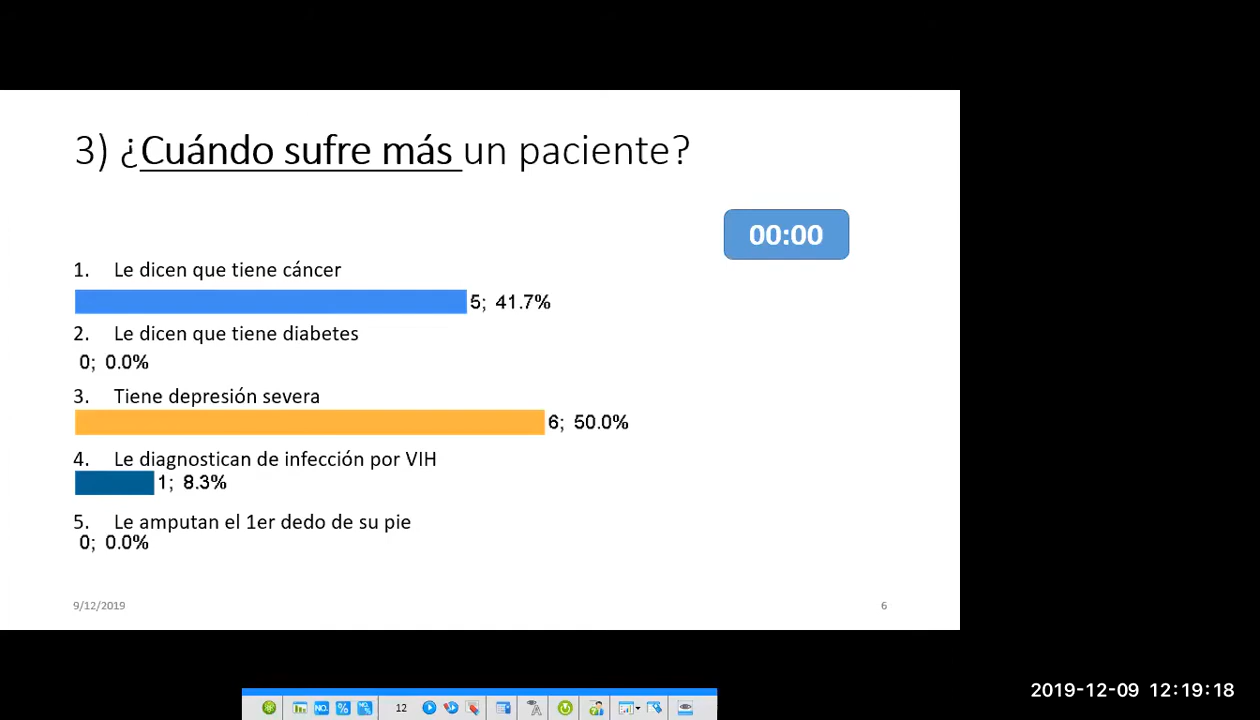 3) ¿Cuándo sufre más un paciente?
00:00
1. Le dicen que tiene cáncer
5; 41.7%
2. Le dicen que tiene diabetes
0; 0.0%
3. Tiene depresión severa
6; 50.0%
4. Le diagnostican de infección por VIH
1; 8.3%
5. Le amputan el 1er dedo de su pie
0; 0.0%
9/12/2019
6
2019-12-09 12:19:18
NO. % 12